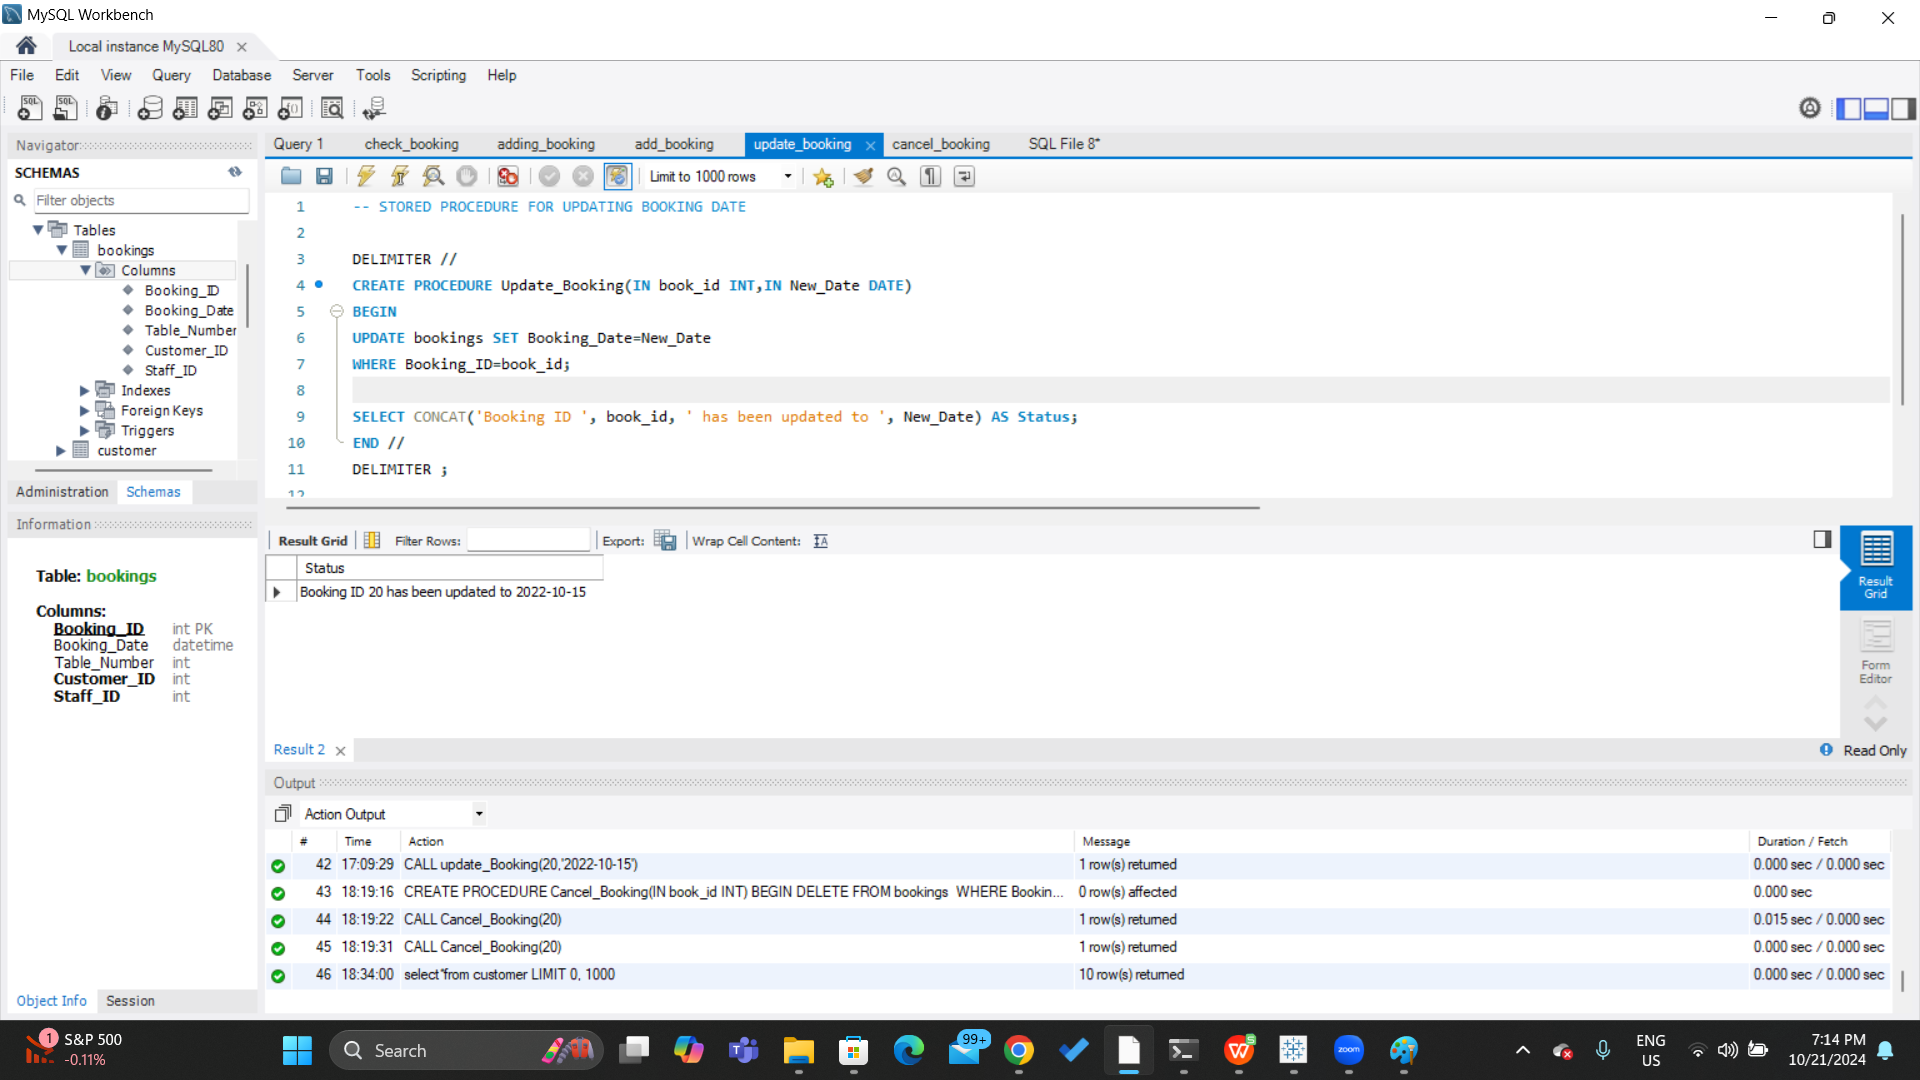 MySQL Workbench
Local instance MySQL80
File Edit View Query Database Server Tools Scripting Help
Navigator
Query 1 check_booking adding_booking add_booking update_booking cancel_booking SQL File 8*
SCHEMAS
Limit to 1000 rows
Filter objects
Tables
bookings
Columns
Booking_ID
Booking_Date
Table_Number
Customer_ID
Staff_ID
Indexes
Foreign Keys
Triggers
customer
Administration Schemas
1 -- STORED PROCEDURE FOR UPDATING BOOKING DATE
2
3 DELIMITER //
4 CREATE PROCEDURE Update_Booking(IN book_id INT,IN New_Date DATE)
5 BEGIN
6 UPDATE bookings SET Booking_Date=New_Date
7 WHERE Booking_ID=book_id;
8
9 SELECT CONCAT('Booking ID ', book_id, ' has been updated to ', New_Date) AS Status;
10 END //
11 DELIMITER ;
12
Information
Table: bookings
Columns:
Booking_ID int PK
Booking_Date datetime
Table_Number int
Customer_ID int
Staff_ID int
Object Info Session
Result Grid Filter Rows: Export: Wrap Cell Content:
Status
Booking ID 20 has been updated to 2022-10-15
Result Grid
Form Editor
Result 2
Read Only
Output
Action Output
# Time Action Message Duration / Fetch
42 17:09:29 CALL update_Booking(20,'2022-10-15') 1 row(s) returned 0.000 sec / 0.000 sec
43 18:19:16 CREATE PROCEDURE Cancel_Booking(IN book_id INT) BEGIN DELETE FROM bookings WHERE Bookin... 0 row(s) affected 0.000 sec
44 18:19:22 CALL Cancel_Booking(20) 1 row(s) returned 0.015 sec / 0.000 sec
45 18:19:31 CALL Cancel_Booking(20) 1 row(s) returned 0.000 sec / 0.000 sec
46 18:34:00 select*from customer LIMIT 0, 1000 10 row(s) returned 0.000 sec / 0.000 sec
1
S&P 500
-0.11%
Search
99+
zoom
ENG
US
7:14 PM
10/21/2024